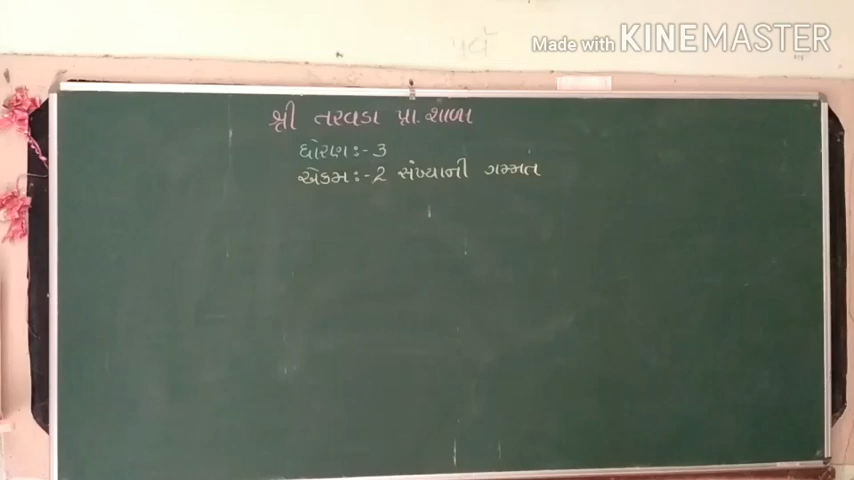 Made with KINEMASTER
શ્રી તરવડા પ્રા. શાળા
ધોરણ :- 3
એકમ :- 2 સંખ્યાની ગમ્મત